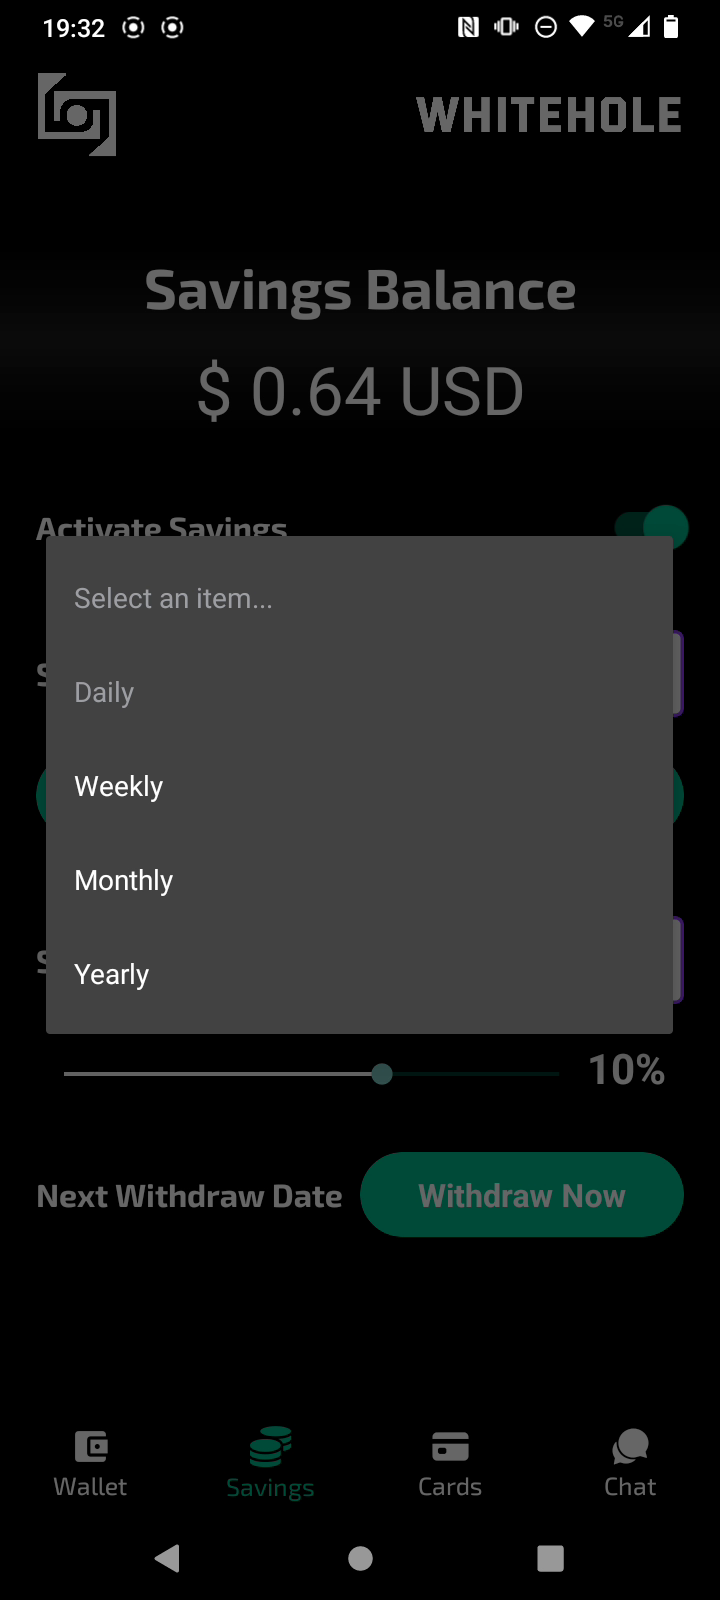 19:32
5G
WHITEHOLE
Savings Balance
$ 0.64 USD
Activate Savings
Select an item...
Daily
Weekly
Monthly
Yearly
10%
Next Withdraw Date
Withdraw Now
Wallet
Savings
Cards
Chat